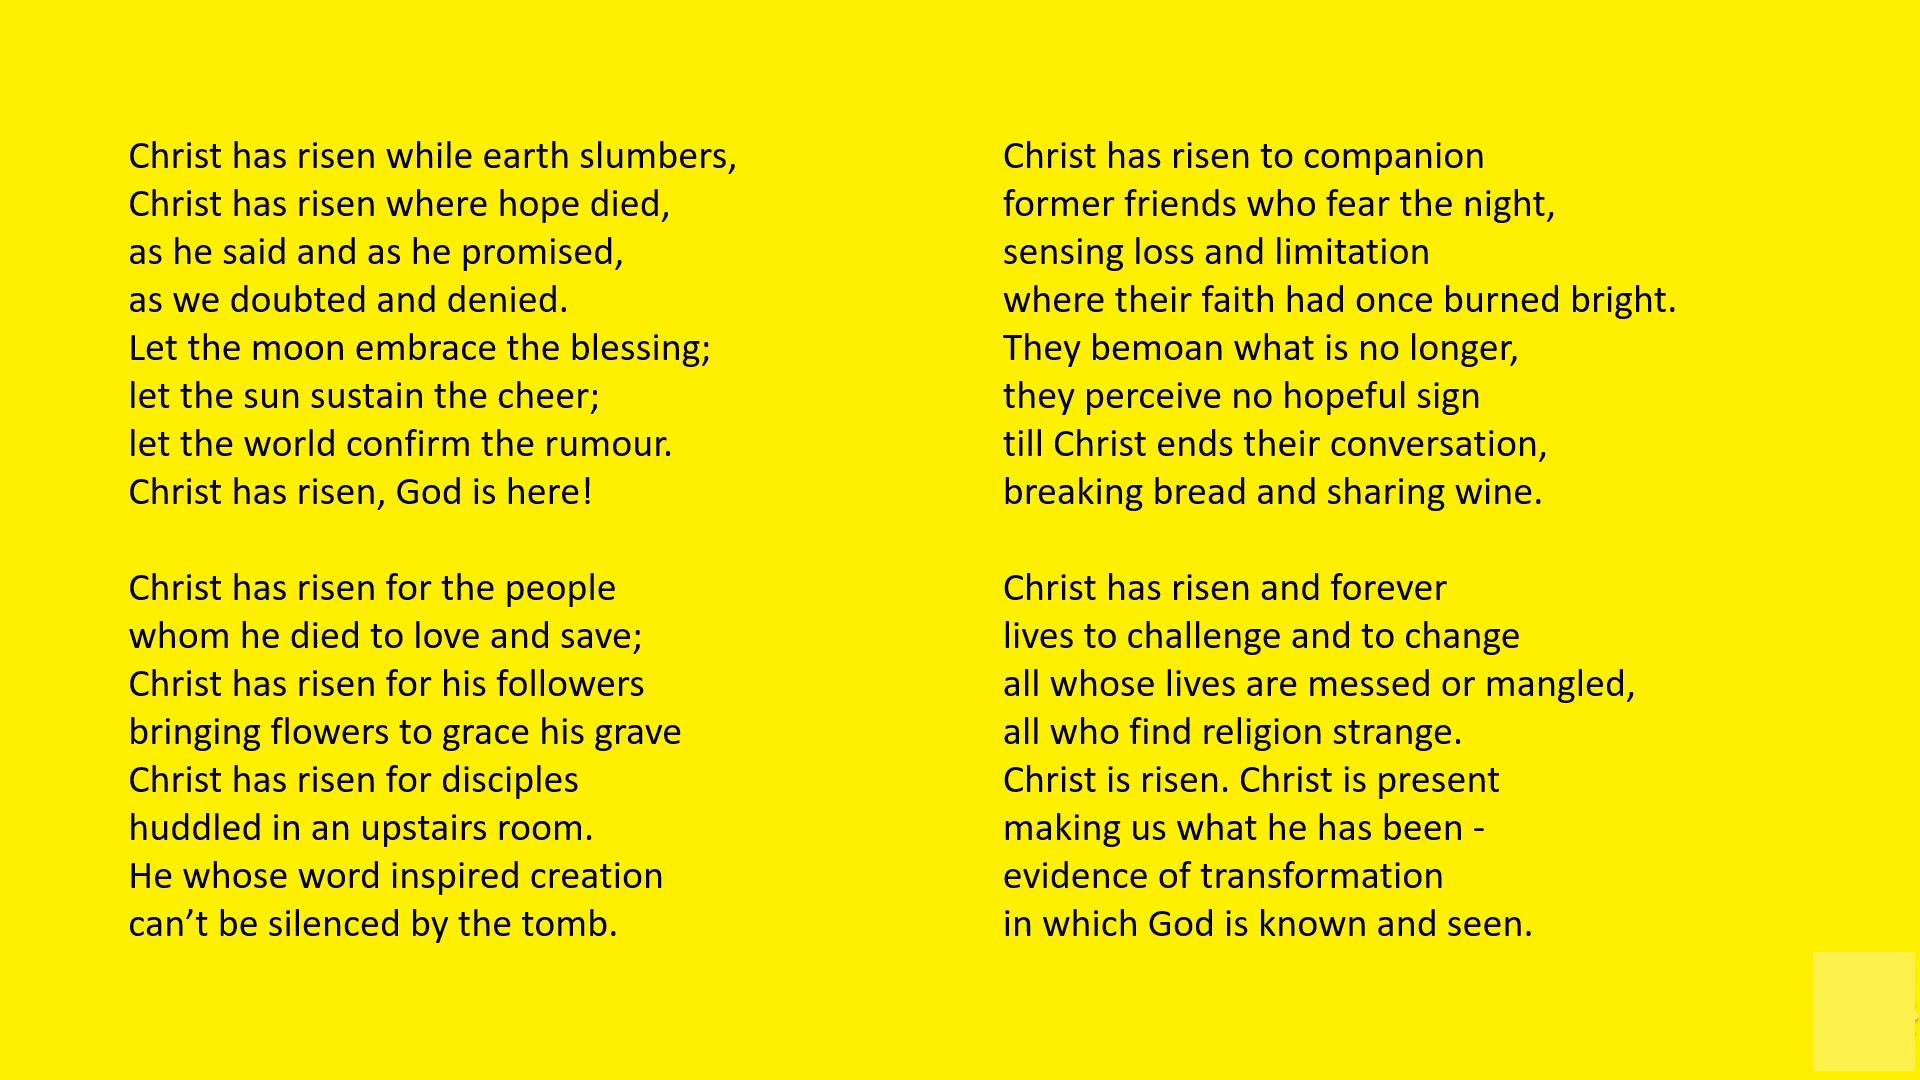 Christ has risen while earth slumbers,
Christ has risen where hope died,
as he said and as he promised,
as we doubted and denied.
Let the moon embrace the blessing;
let the sun sustain the cheer;
let the world confirm the rumour.
Christ has risen, God is here!

Christ has risen for the people
whom he died to love and save;
Christ has risen for his followers
bringing flowers to grace his grave
Christ has risen for disciples
huddled in an upstairs room.
He whose word inspired creation
can’t be silenced by the tomb.

Christ has risen to companion
former friends who fear the night,
sensing loss and limitation
where their faith had once burned bright.
They bemoan what is no longer,
they perceive no hopeful sign
till Christ ends their conversation,
breaking bread and sharing wine.

Christ has risen and forever
lives to challenge and to change
all whose lives are messed or mangled,
all who find religion strange.
Christ is risen. Christ is present
making us what he has been -
evidence of transformation
in which God is known and seen.